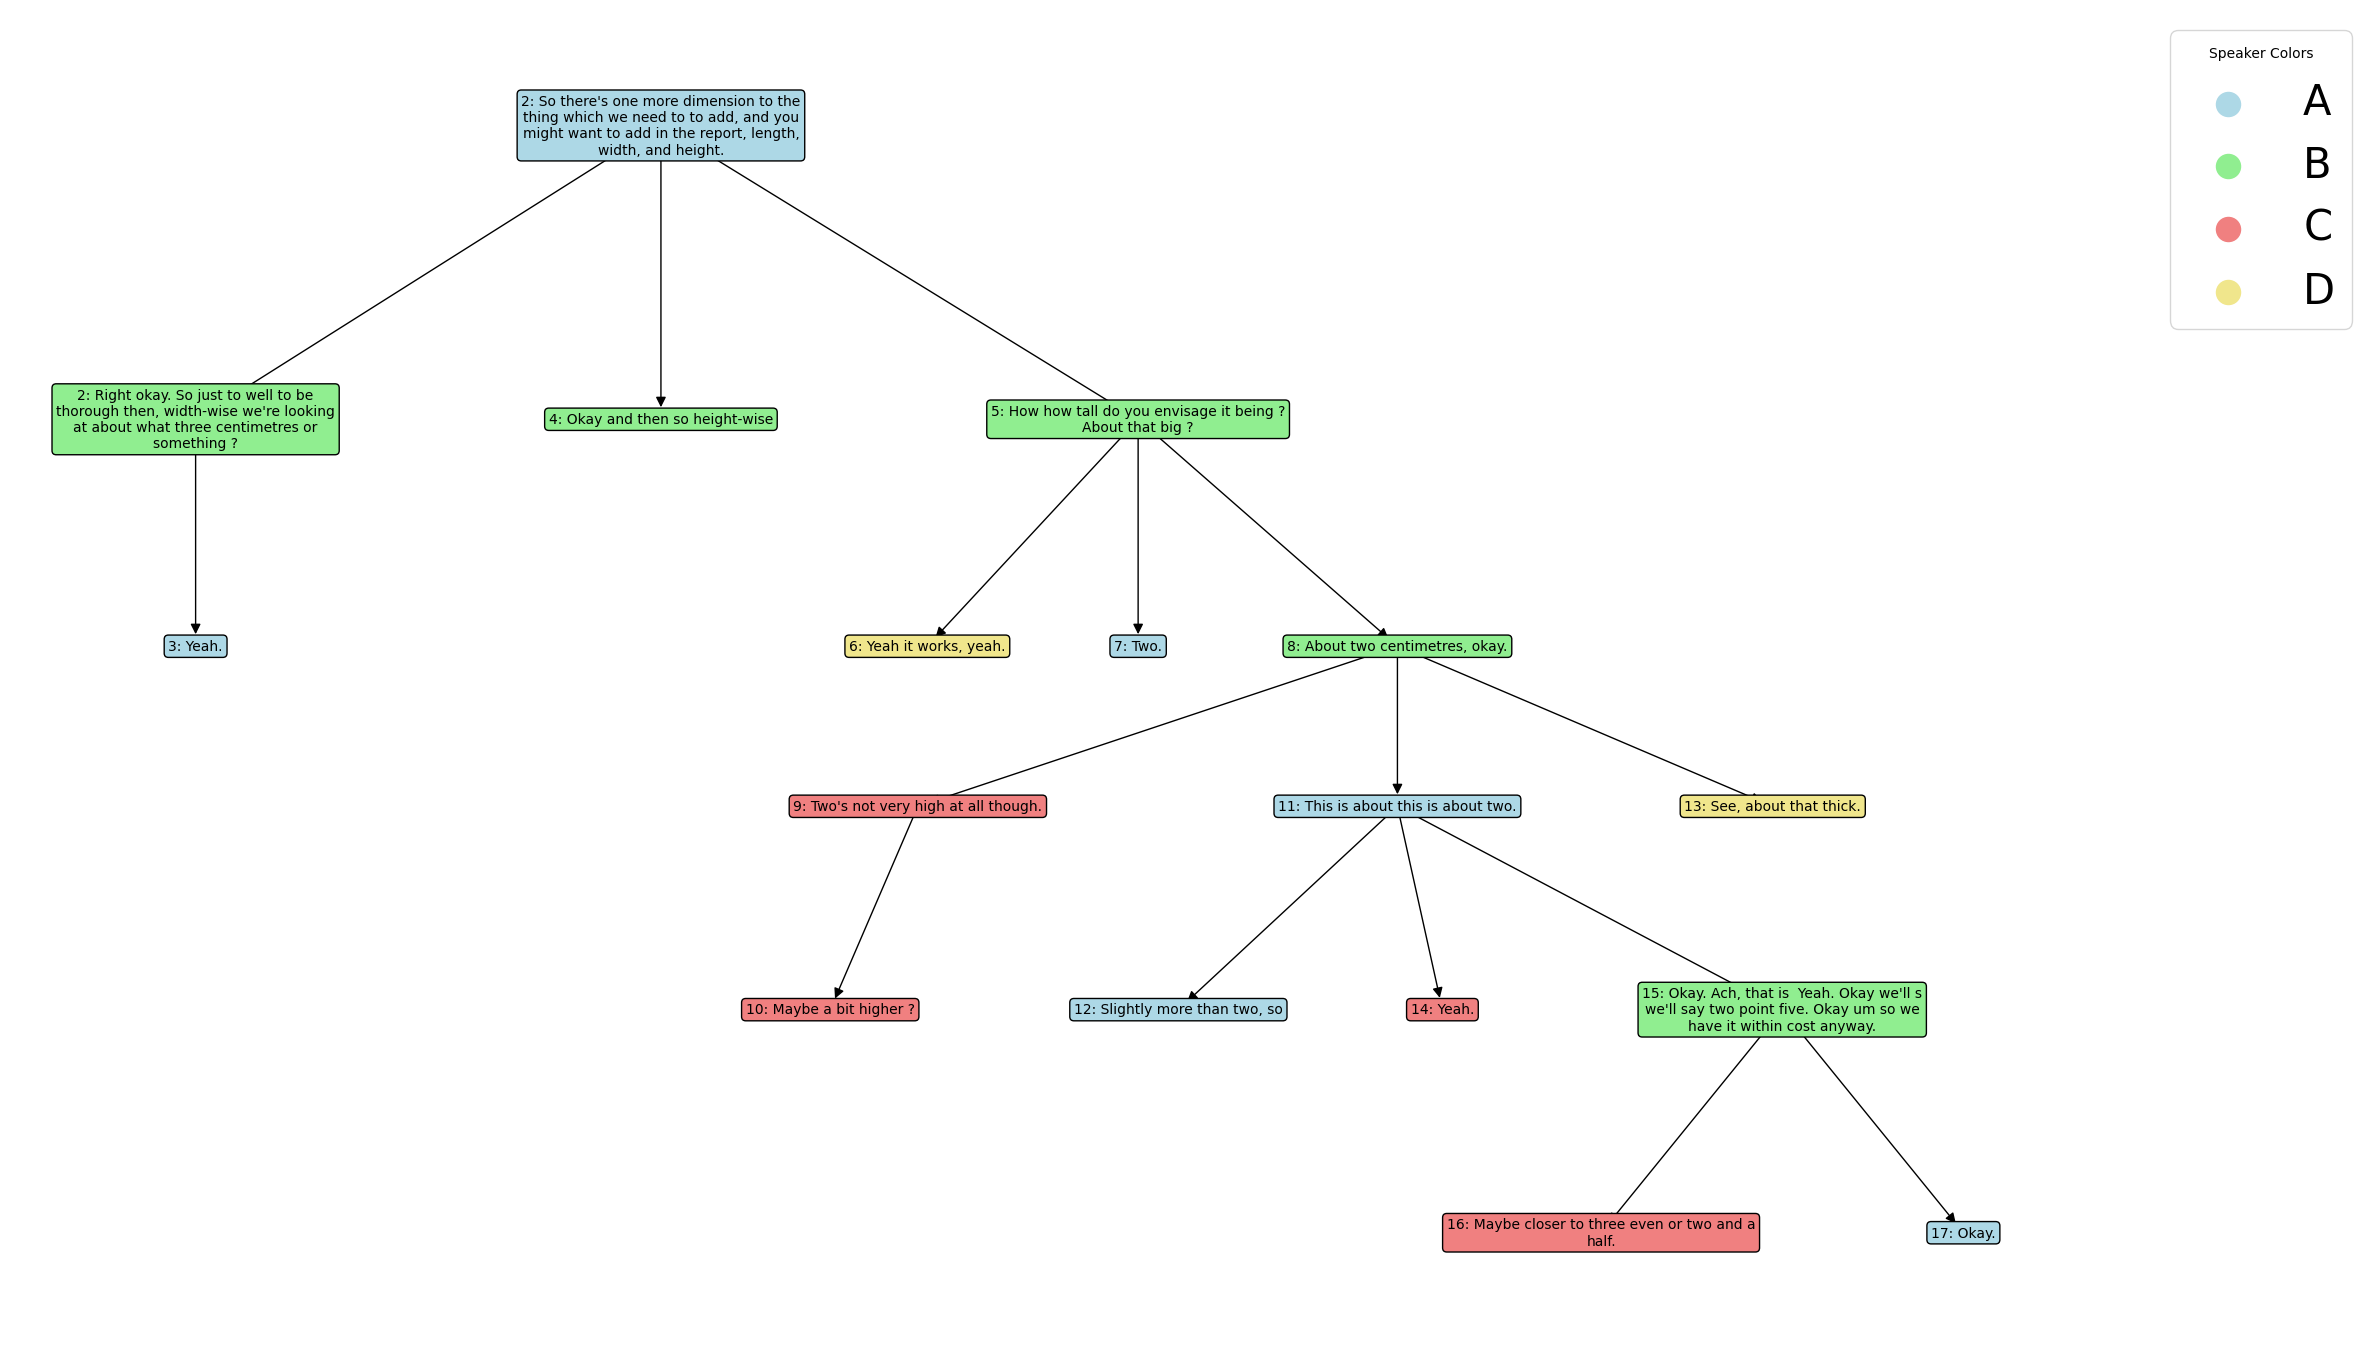 Speaker Colors
A
B
C
D
2: So there's one more dimension to the
thing which we need to to add, and you
might want to add in the report, length,
width, and height.
2: Right okay. So just to well to be
thorough then, width-wise we're looking
at about what three centimetres or
something ?
4: Okay and then so height-wise
5: How how tall do you envisage it being ?
About that big ?
3: Yeah.
6: Yeah it works, yeah.
7: Two.
8: About two centimetres, okay.
9: Two's not very high at all though.
11: This is about this is about two.
13: See, about that thick.
10: Maybe a bit higher ?
12: Slightly more than two, so
14: Yeah.
15: Okay. Ach, that is  Yeah. Okay we'll s
we'll say two point five. Okay um so we
have it within cost anyway.
16: Maybe closer to three even or two and a
half.
17: Okay.